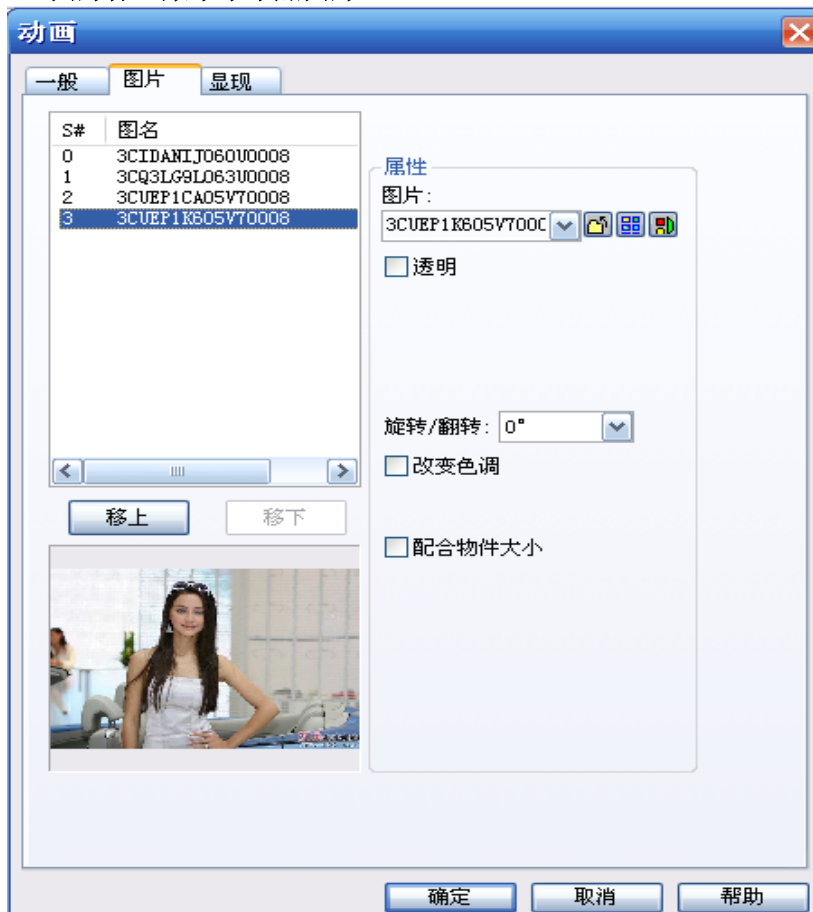 动画
一般 图片 显现
S# 图名
0 3CIDANIJ060U0008
1 3CQ3LG9L063U0008
2 3CUEP1CA05V70008
3 3CUEP1K605V70008
移上 移下
属性
图片:
3CUEP1K605V700
透明
旋转/翻转: 0°
改变色调
配合物件大小
确定 取消 帮助